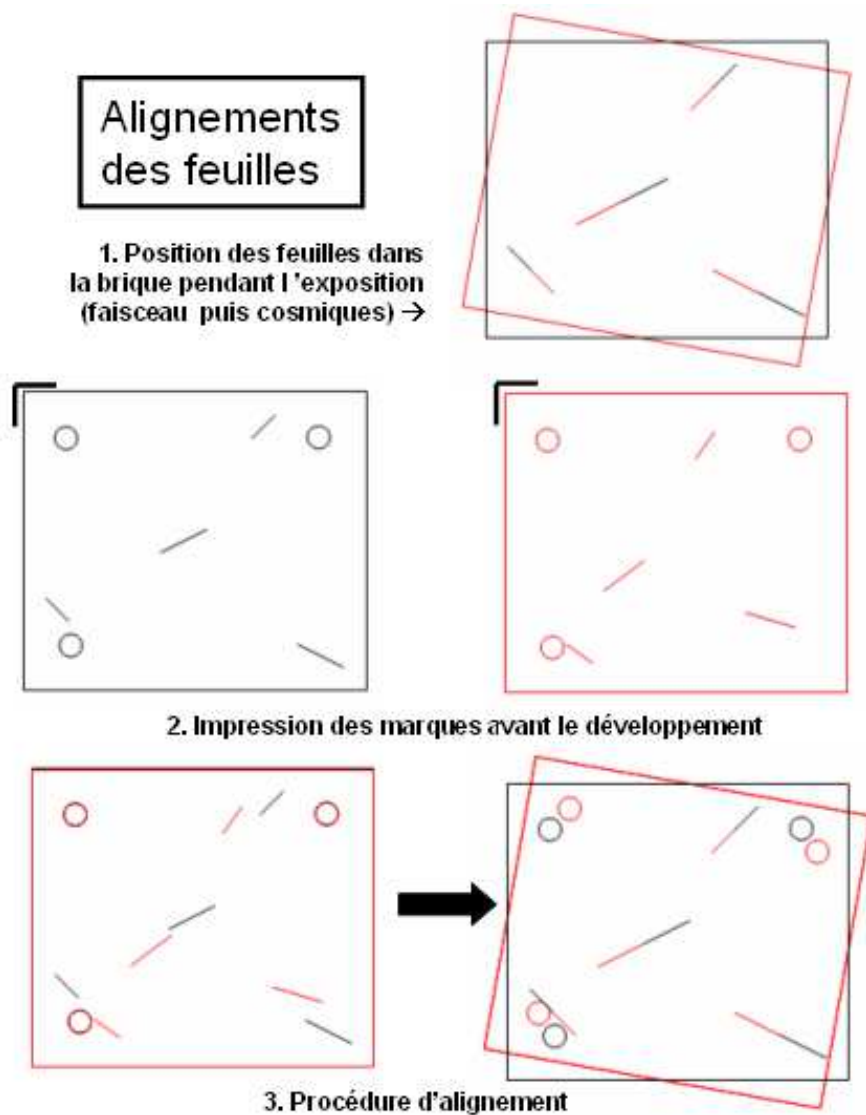 Alignements
des feuilles
1. Position des feuilles dans
la brique pendant l 'exposition
(faisceau puis cosmiques) →
2. Impression des marques avant le développement
3. Procédure d'alignement